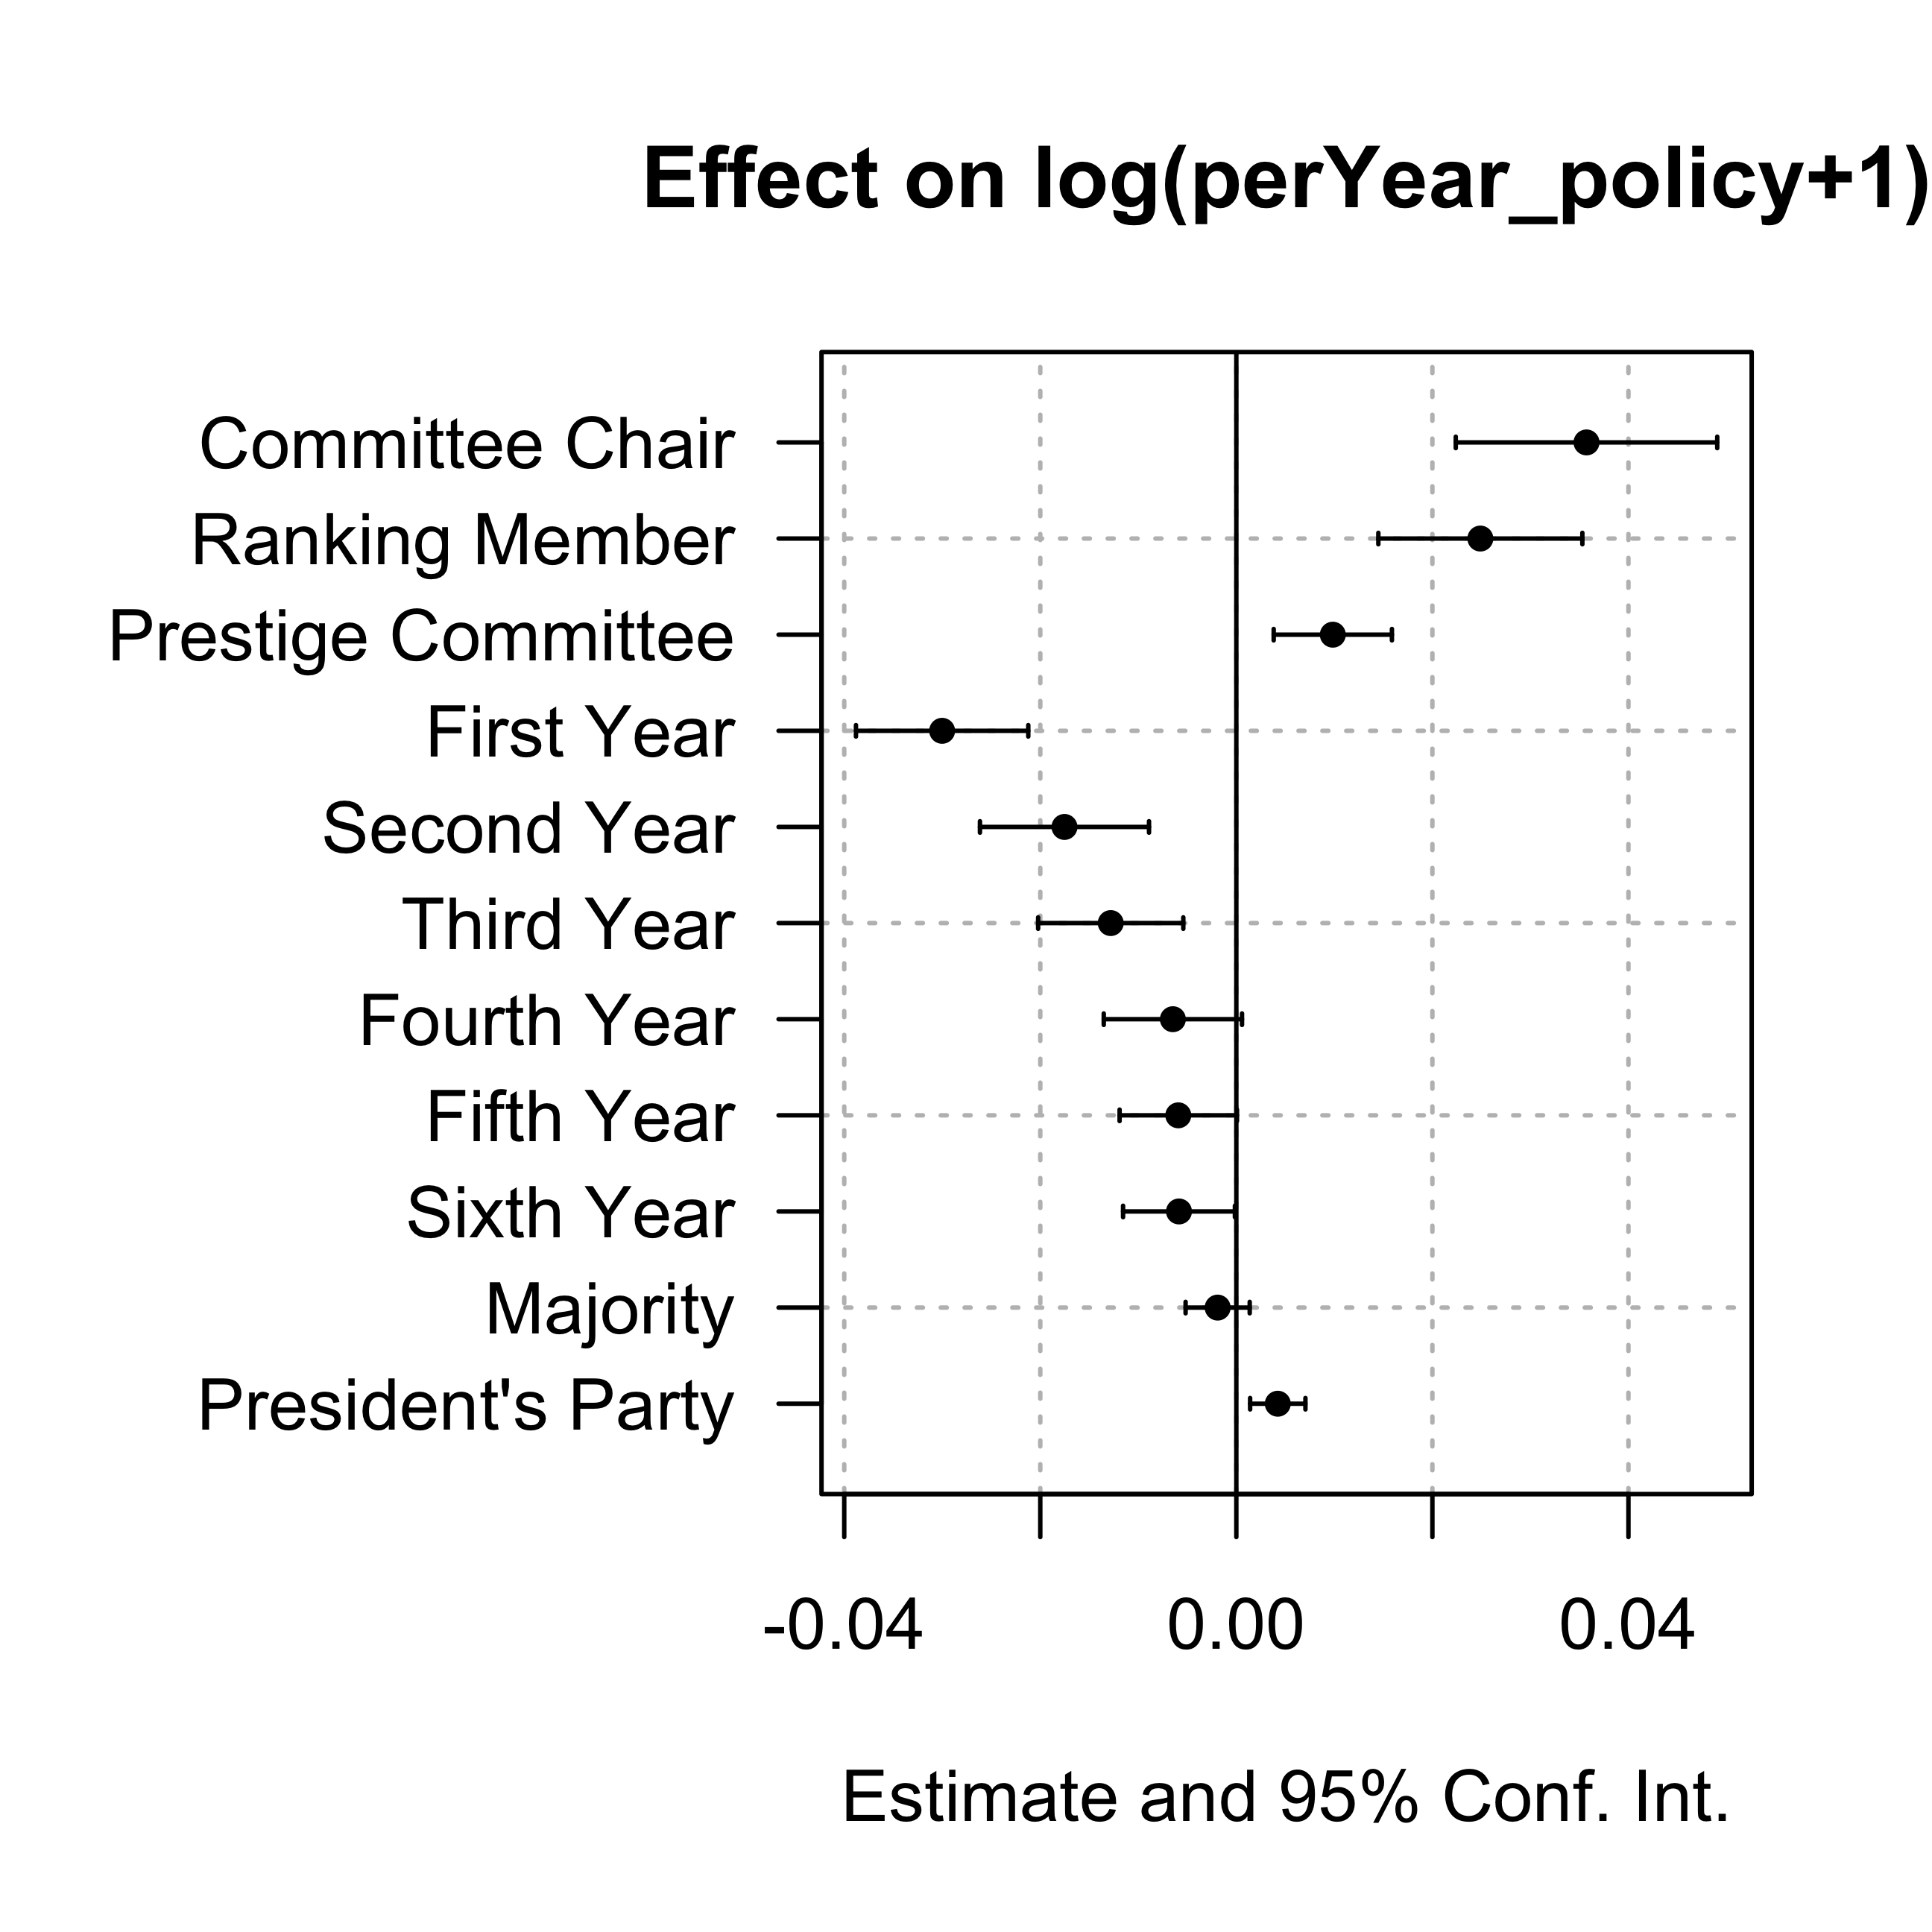 Effect on log(perYear_policy+1)
Committee Chair
Ranking Member
Prestige Committee
First Year
Second Year
Third Year
Fourth Year
Fifth Year
Sixth Year
Majority
President's Party
-0.04 0.00 0.04
Estimate and 95% Conf. Int.